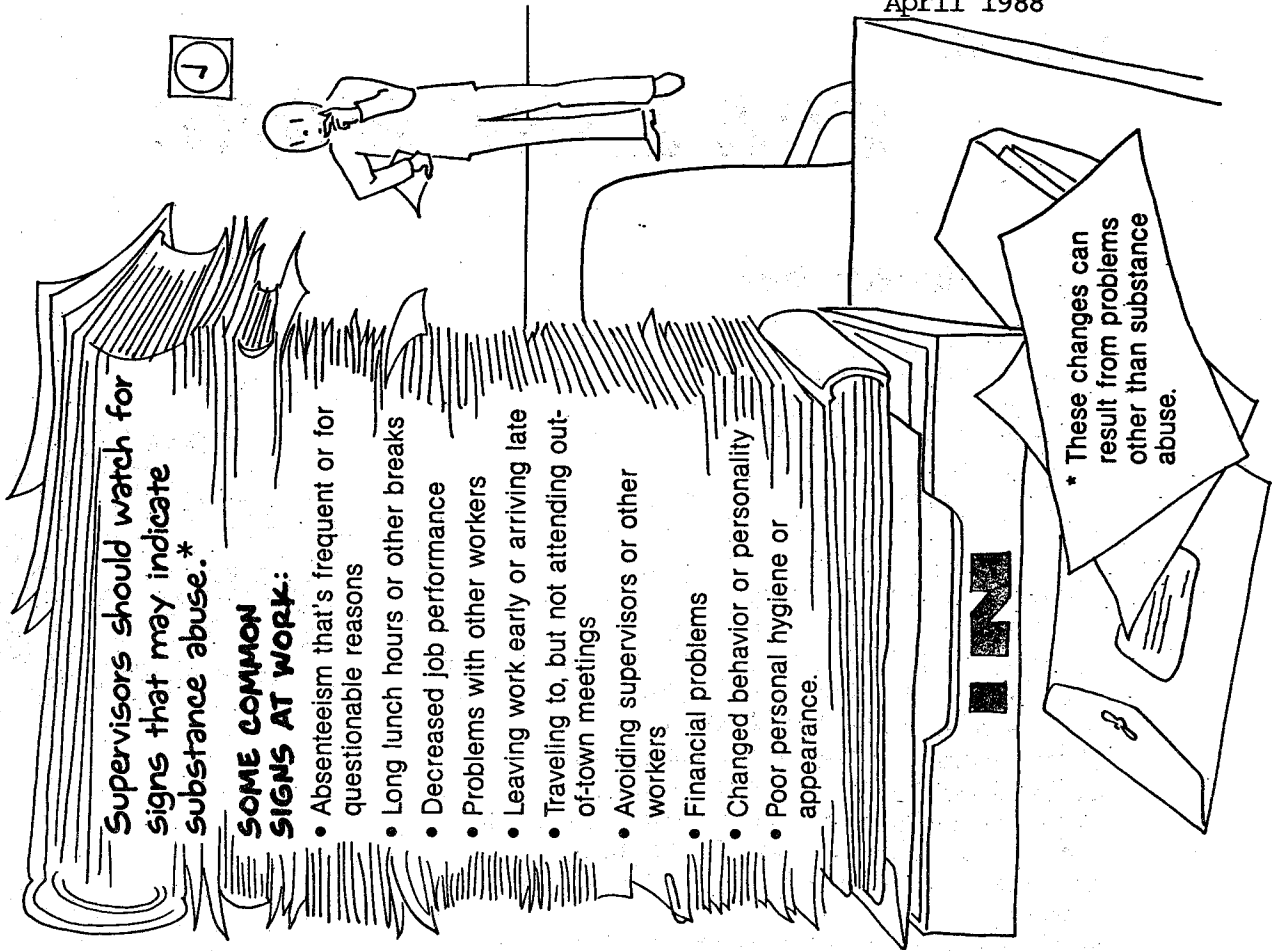 April 1988
Supervisors should watch for
signs that may indicate
substance abuse.*
SOME COMMON
SIGNS AT WORK:
• Absenteeism that's frequent or for
questionable reasons
• Long lunch hours or other breaks
• Decreased job performance
• Problems with other workers
• Leaving work early or arriving late
• Traveling to, but not attending out-
of-town meetings
• Avoiding supervisors or other
workers
• Financial problems
• Changed behavior or personality
• Poor personal hygiene or
appearance.
IN
* These changes can
result from problems
other than substance
abuse.